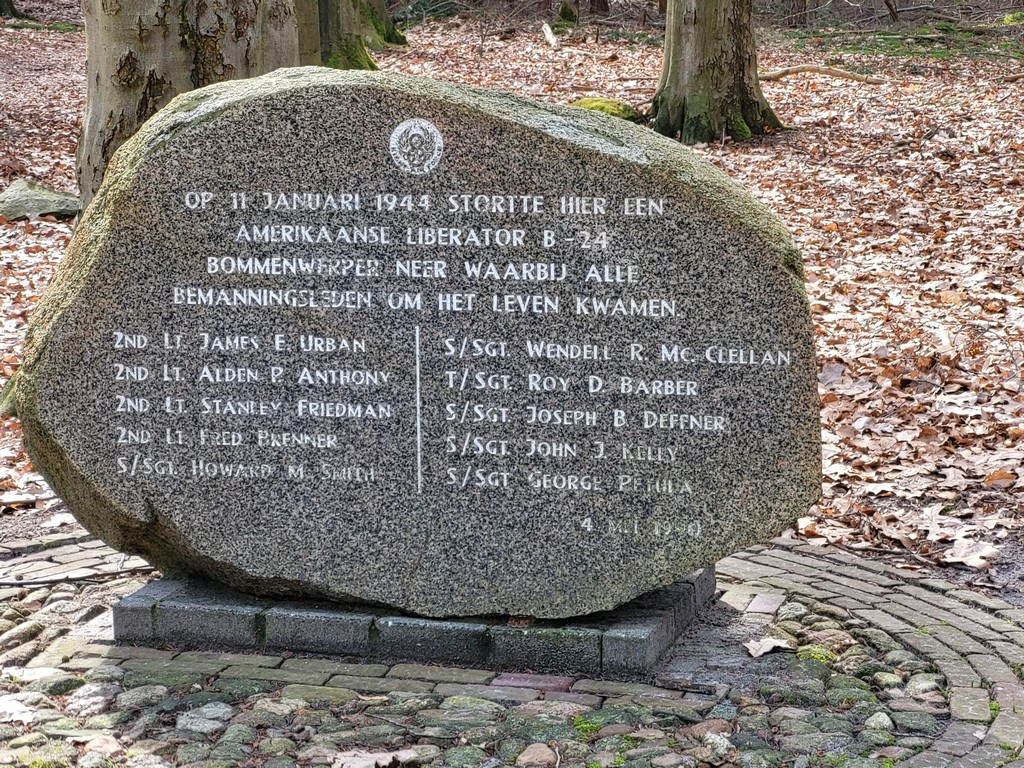 OP 11 JANUARI 1944 STORTTE HIER EEN
AMERIKAANSE LIBERATOR B-24
BOMMENWERPER NEER WAARBIJ ALLE
BEMANNINGSLEDEN OM HET LEVEN KWAMEN.
2ND LT. JAMES E. URBAN
2ND LT. ALDEN P. ANTHONY
2ND LT. STANLEY FRIEDMAN
2ND LT. FRED BRENNER
S/SGT. HOWARD M. SMITH
S/SGT. WENDELL R. MC. CLELLAN
T/SGT. ROY D. BARBER
S/SGT. JOSEPH B. DEFFNER
S/SGT. JOHN J. KELLY
S/SGT. GEORGE
4 MEI 1990